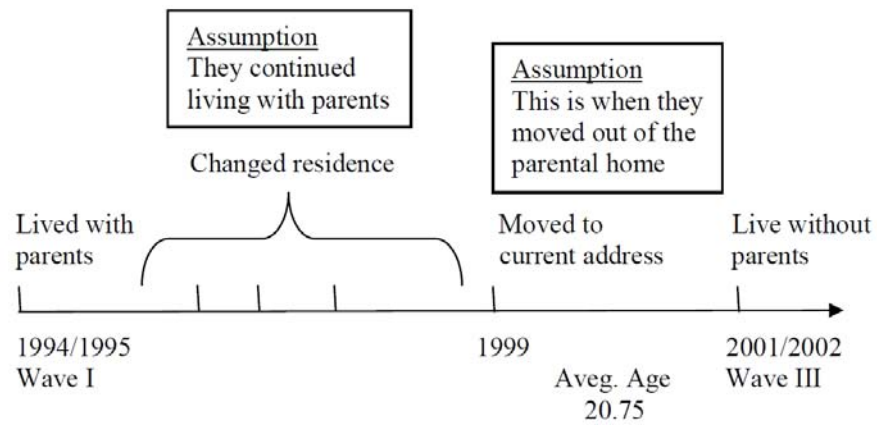 Assumption
They continued
living with parents
Assumption
This is when they
moved out of the
parental home
Changed residence
Lived with
parents
Moved to
current address
Live without
parents
1994/1995
Wave I
1999
Aveg. Age
20.75
2001/2002
Wave III